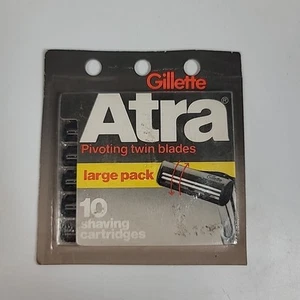 Gillette
Atra®
Pivoting twin blades
large pack
10
shaving
cartridges